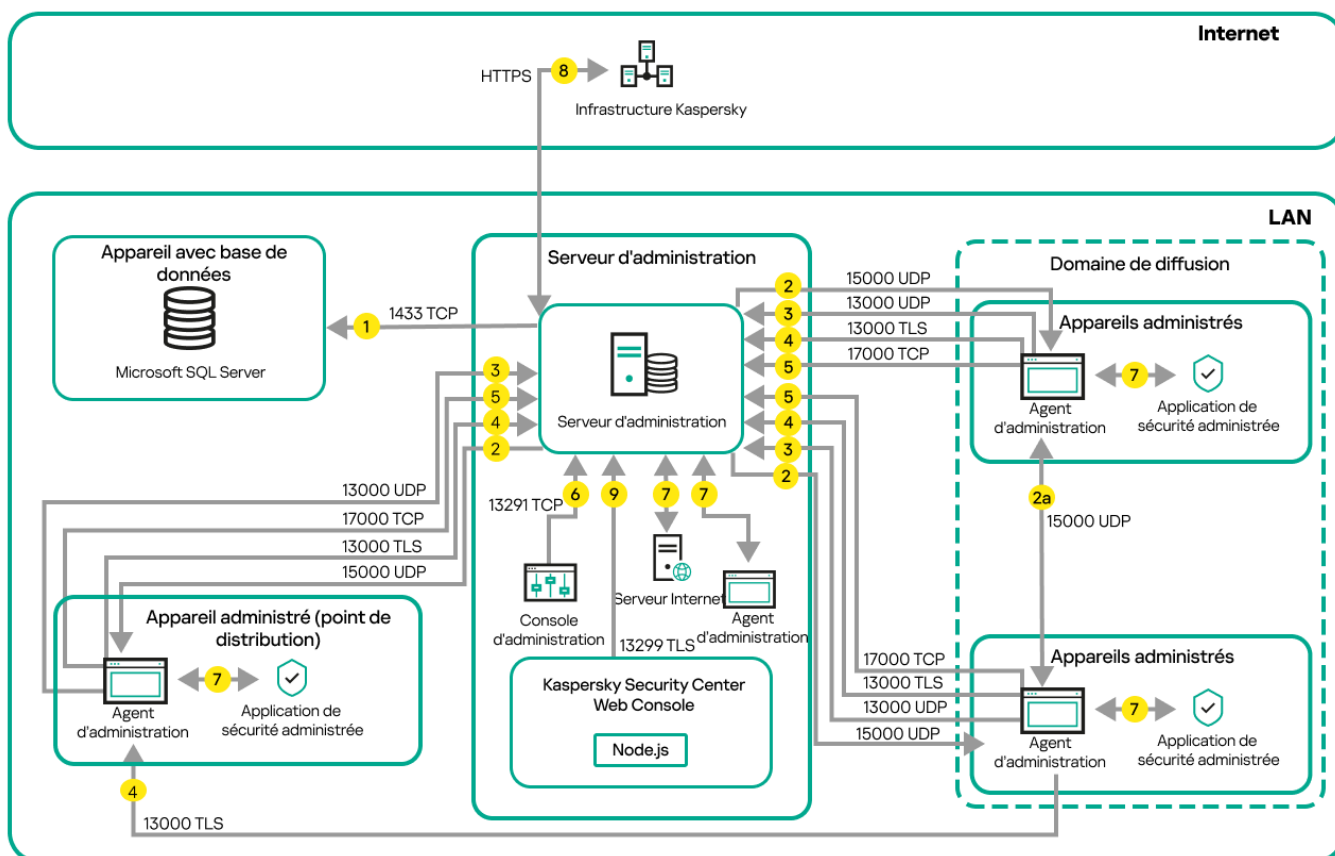 Internet
HTTPS
8
Infrastructure Kaspersky
LAN
Appareil avec base de
données
Microsoft SQL Server
1433 TCP
1
Serveur d'administration
Serveur d'administration
3
5
4
2
13000 UDP
17000 TCP
13000 TLS
15000 UDP
2
15000 UDP
3
13000 UDP
4
13000 TLS
5
17000 TCP
5
4
3
2
Domaine de diffusion
Appareils administrés
7
Agent
d'administration
Application de
sécurité administrée
2a
15000 UDP
6
9
7
7
13291 TCP
Console
d'administration
Serveur Internet
Agent
d'administration
13299 TLS
Kaspersky Security Center
Web Console
Node.js
Appareil administré (point de
distribution)
7
Agent
d'administration
Application de
sécurité administrée
4
13000 TLS
17000 TCP
13000 TLS
13000 UDP
15000 UDP
Appareils administrés
7
Agent
d'administration
Application de
sécurité administrée